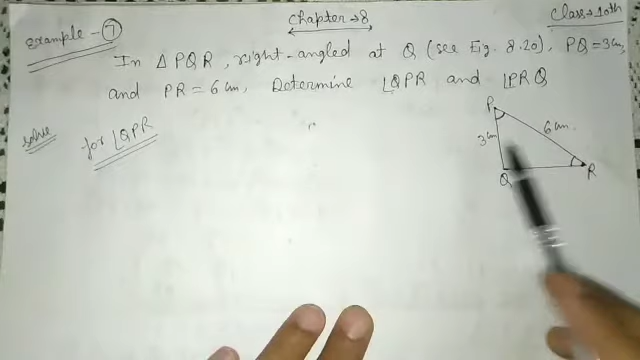 Chapter → 8
Class → 10th
Example - 7
In △ PQR, right-angled at Q (see Fig. 8.20), PQ = 3 cm,
and PR = 6 cm, Determine ∠QPR and ∠PRQ
solve
for ∠QPR
P
3 cm
6 cm.
Q
R